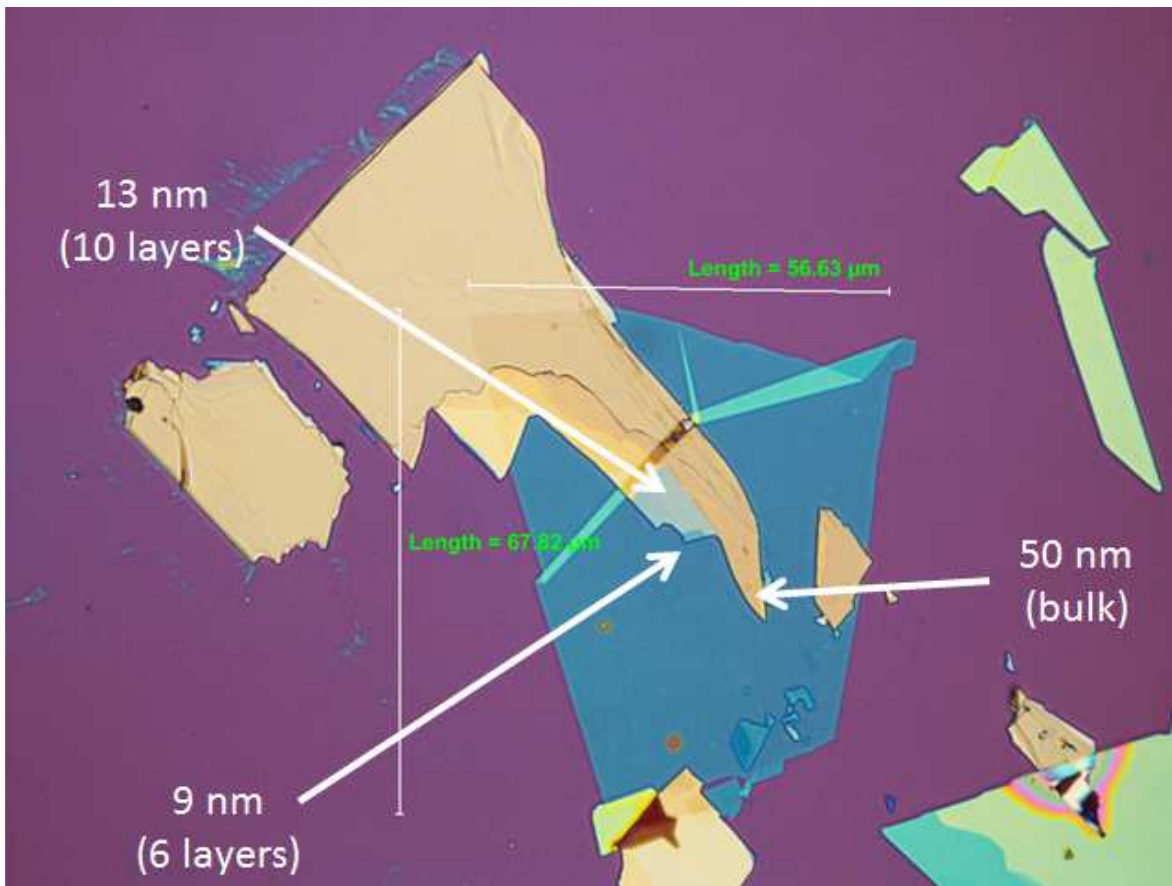 13 nm
(10 layers)
Length = 56.63 µm
Length = 67.82 µm
50 nm
(bulk)
9 nm
(6 layers)